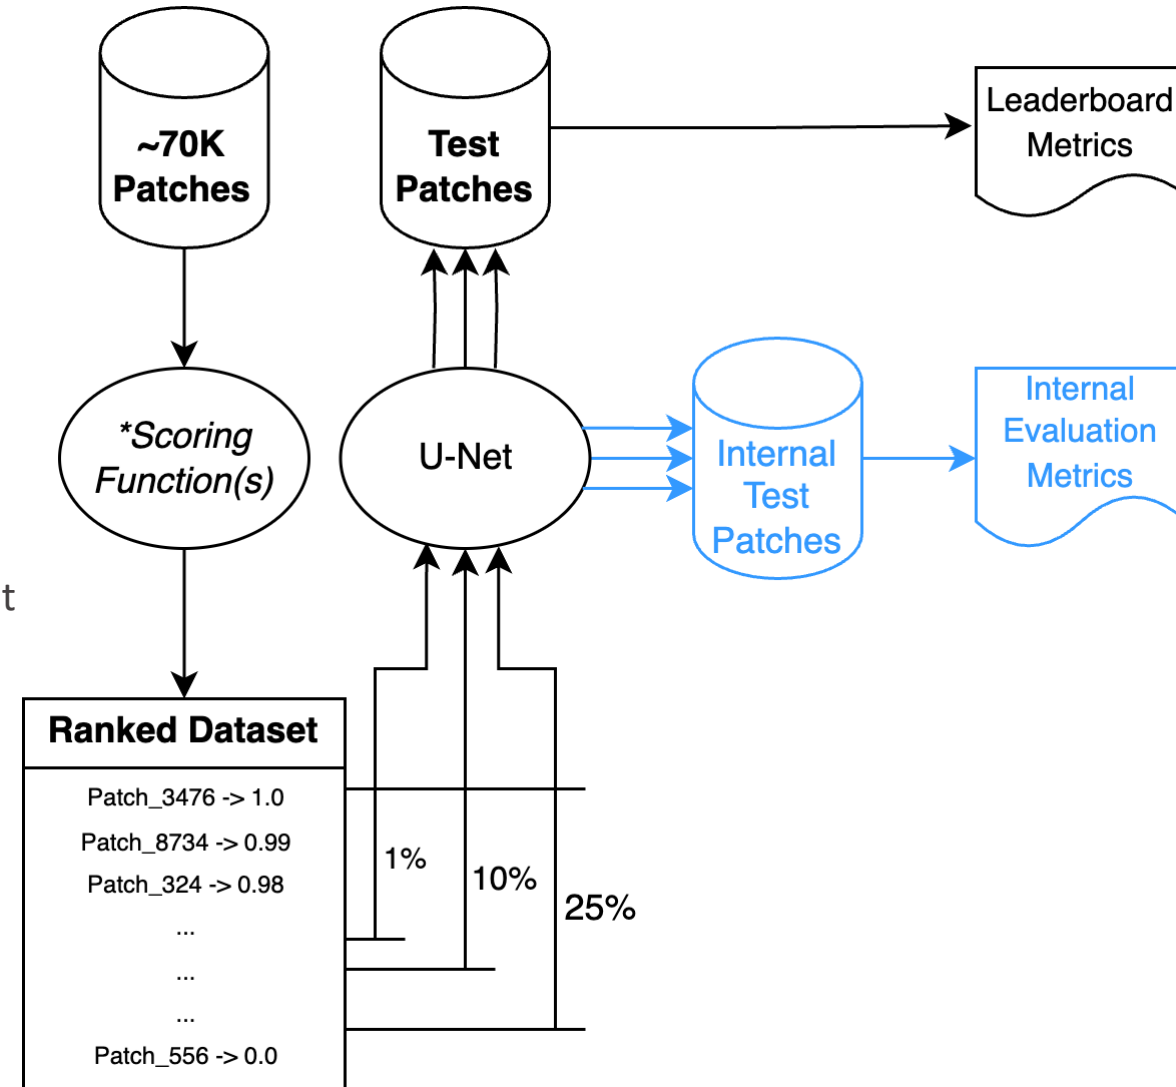 ~70K
Patches
Test
Patches
Leaderboard
Metrics
*Scoring
Function(s)
U-Net
Internal
Test
Patches
Internal
Evaluation
Metrics
t
Ranked Dataset
Patch_3476 -> 1.0
Patch_8734 -> 0.99
Patch_324 -> 0.98
...
...
...
Patch_556 -> 0.0
1%
10%
25%